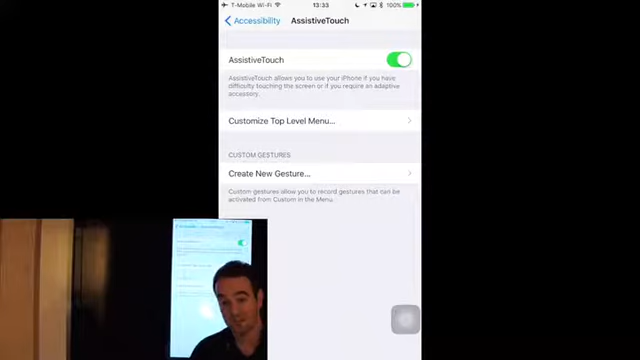 T-Mobile Wi-Fi 13:33 100%
Accessibility AssistiveTouch
AssistiveTouch
AssistiveTouch allows you to use your iPhone if you have
difficulty touching the screen or if you require an adaptive
accessory.
Customize Top Level Menu...
CUSTOM GESTURES
Create New Gesture...
Custom gestures allow you to record gestures that can be
activated from Custom in the Menu.